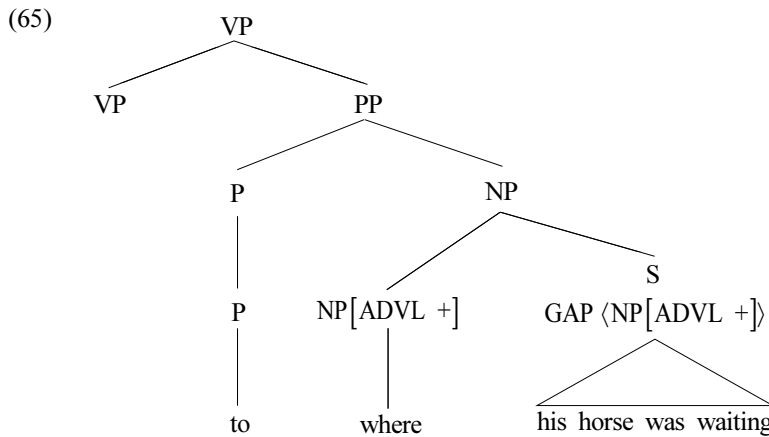 (65)
VP
VP PP
P NP
S
P NP[ADVL +] GAP ⟨NP[ADVL +]⟩
to where his horse was waiting